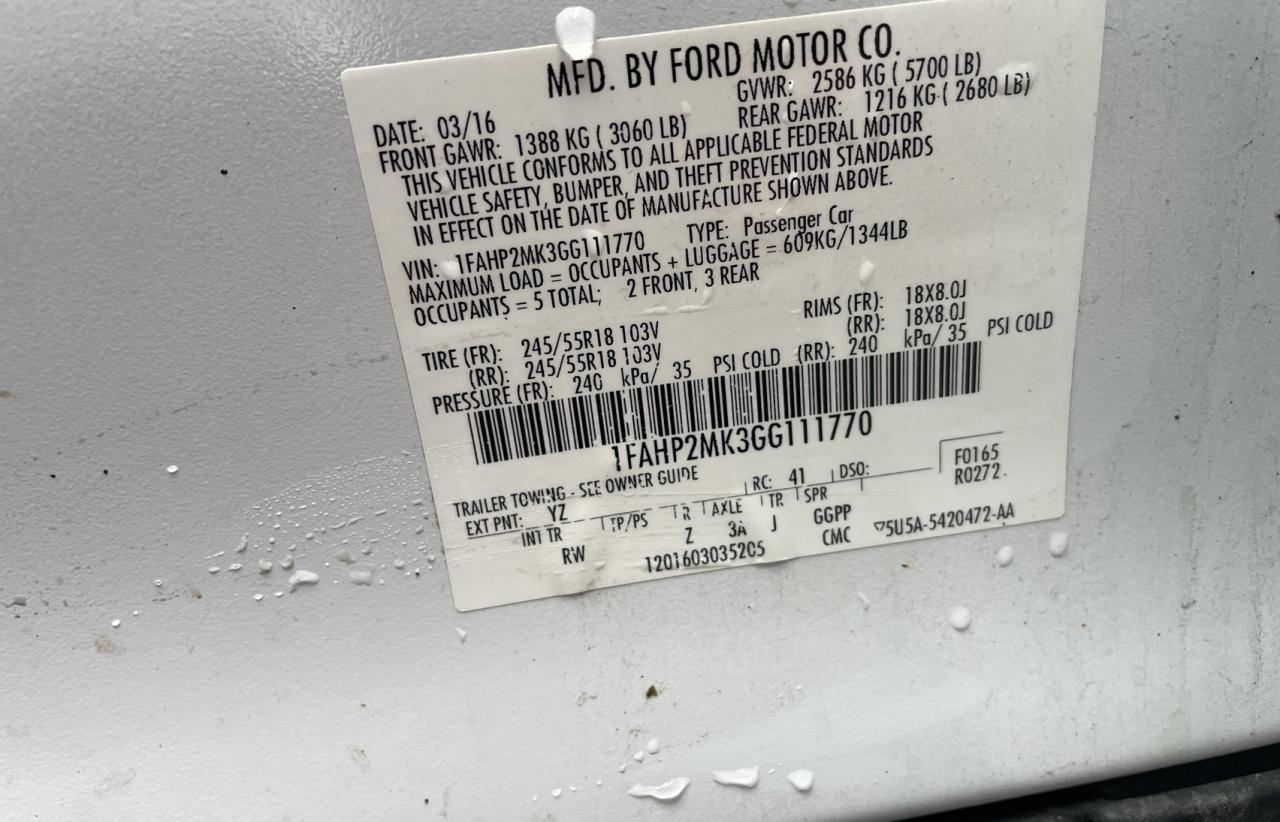 MFD. BY FORD MOTOR CO.
DATE: 03/16 GVWR: 2586 KG ( 5700 LB)
FRONT GAWR: 1388 KG ( 3060 LB) REAR GAWR: 1216 KG ( 2680 LB)
THIS VEHICLE CONFORMS TO ALL APPLICABLE FEDERAL MOTOR
VEHICLE SAFETY, BUMPER, AND THEFT PREVENTION STANDARDS
IN EFFECT ON THE DATE OF MANUFACTURE SHOWN ABOVE.
VIN: 1FAHP2MK3GG111770 TYPE: Passenger Car
MAXIMUM LOAD = OCCUPANTS + LUGGAGE = 609KG/1344LB
OCCUPANTS = 5 TOTAL; 2 FRONT, 3 REAR
TIRE (FR): 245/55R18 103V RIMS (FR): 18X8.0J
(RR): 245/55R18 103V (RR): 18X8.0J
PRESSURE (FR): 240 kPa/ 35 PSI COLD (RR): 240 kPa/ 35 PSI COLD
1FAHP2MK3GG111770
TRAILER TOWING - SEE OWNER GUIDE
EXT PNT: YZ RC: 41 DSO: F0165
R0272
INT TR TP/PS R AXLE TR SPR
RW Z 3A J GGPP
CMC 5U5A-5420472-AA
1201603035205